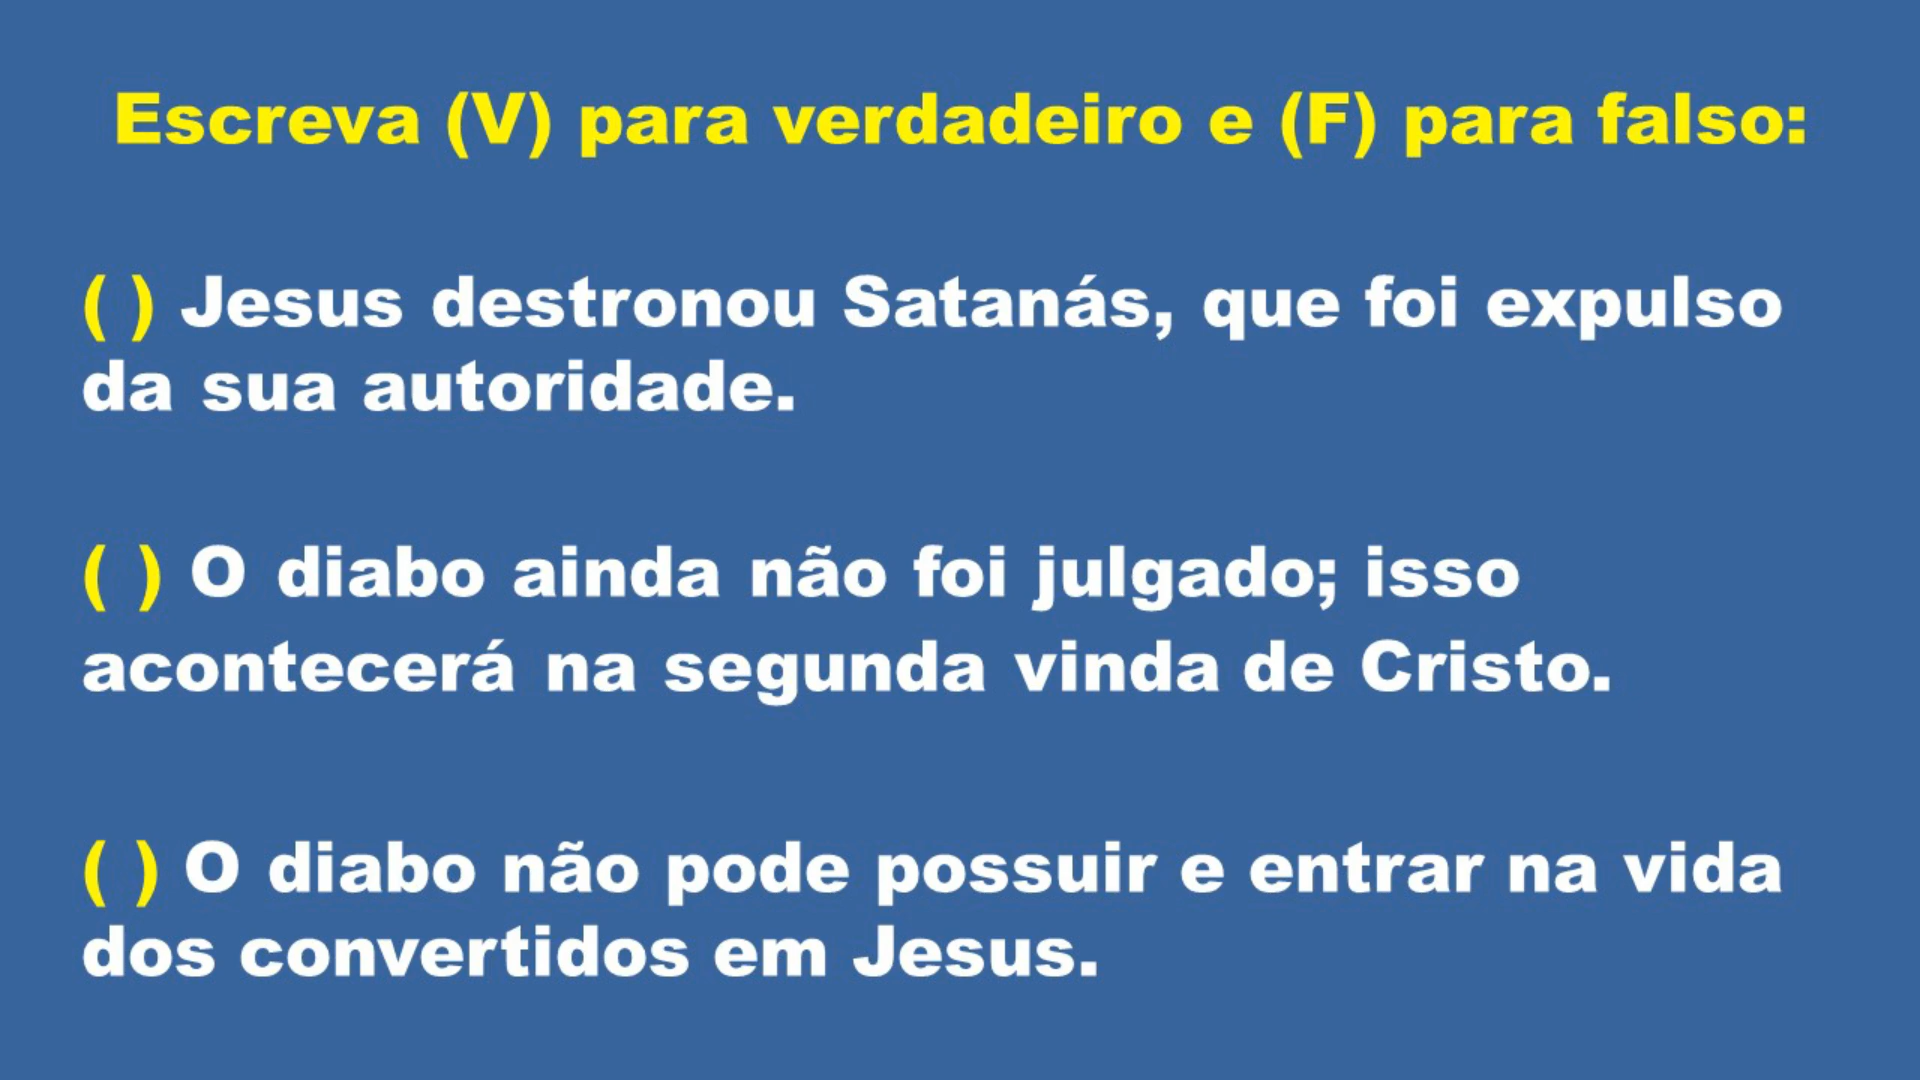 Escreva (V) para verdadeiro e (F) para falso:
( ) Jesus destronou Satanás, que foi expulso
da sua autoridade.
( ) O diabo ainda não foi julgado; isso
acontecerá na segunda vinda de Cristo.
( ) O diabo não pode possuir e entrar na vida
dos convertidos em Jesus.